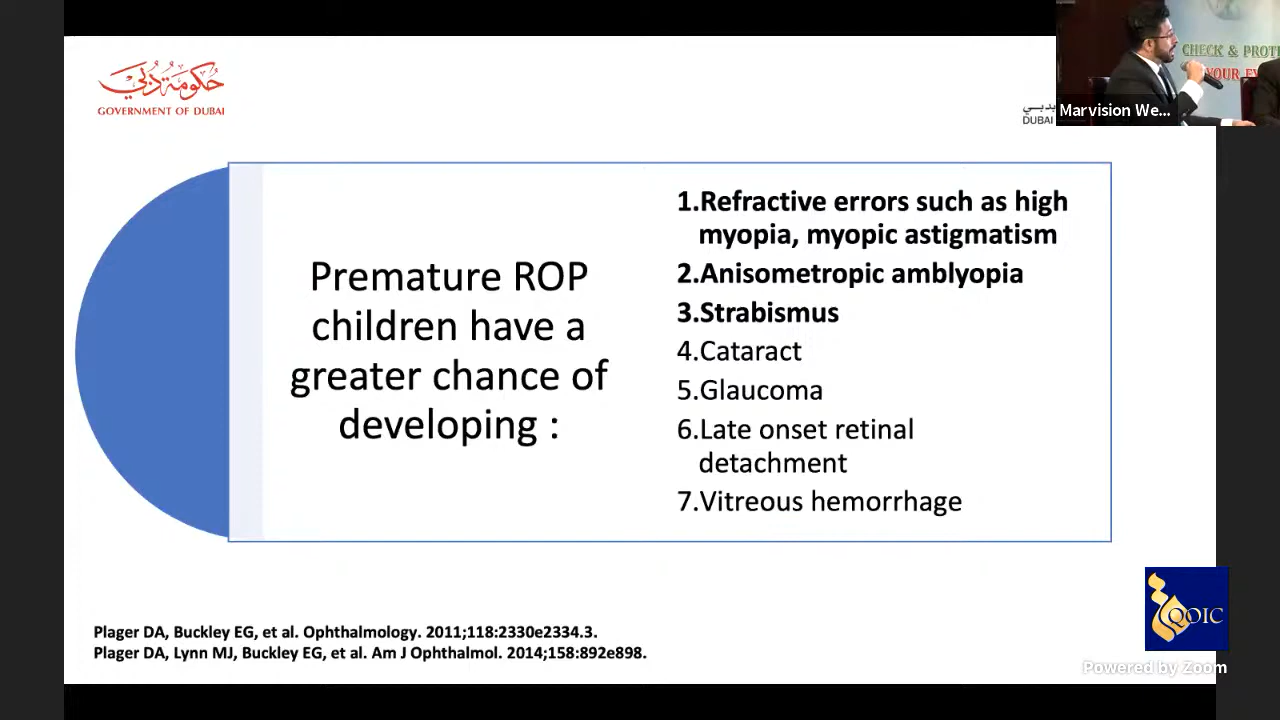 حكومة دبي
GOVERNMENT OF DUBAI
دبي
DUBAI
CHECK & PROT
YOUR EY
Marvision We...
Premature ROP
children have a
greater chance of
developing :
1.Refractive errors such as high
myopia, myopic astigmatism
2.Anisometropic amblyopia
3.Strabismus
4.Cataract
5.Glaucoma
6.Late onset retinal
detachment
7.Vitreous hemorrhage
Plager DA, Buckley EG, et al. Ophthalmology. 2011;118:2330e2334.3.
Plager DA, Lynn MJ, Buckley EG, et al. Am J Ophthalmol. 2014;158:892e898.
QOIC
Powered by Zoom